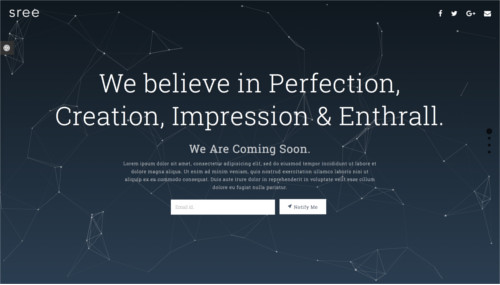 sree
We believe in Perfection,
Creation, Impression & Enthrall.
We Are Coming Soon.
Lorem ipsum dolor sit amet, consectetur adipiscing elit, sed do eiusmod tempor incididunt ut labore et
dolore magna aliqua. Ut enim ad minim veniam, quis nostrud exercitation ullamco laboris nisi ut
aliquip ex ea commodo consequat. Duis aute irure dolor in reprehenderit in voluptate velit esse cillum
dolore eu fugiat nulla pariatur.
Email id
Notify Me